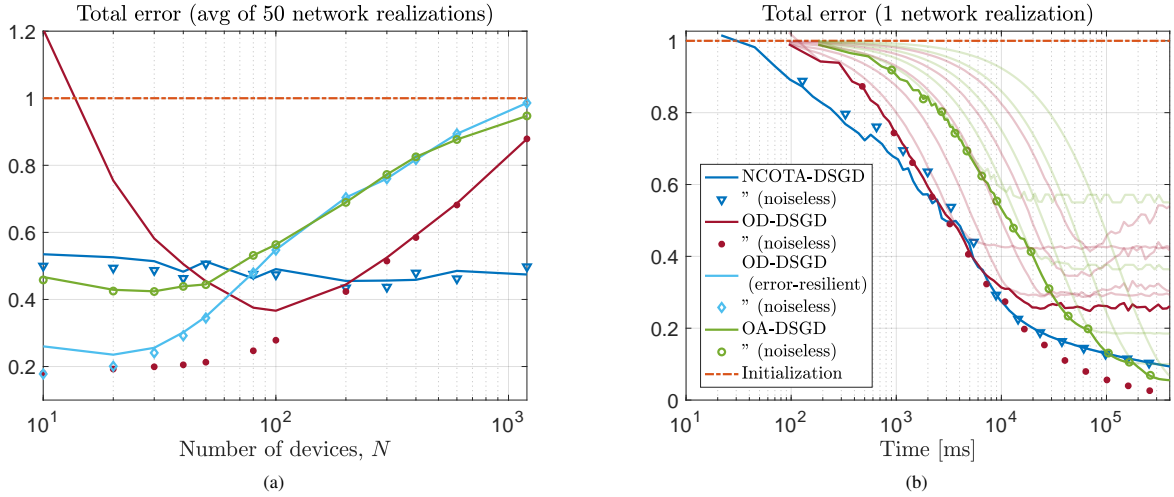 Total error (avg of 50 network realizations)
1.2
1
0.8
0.6
0.4
0.2
10^1
10^2
10^3
Number of devices, N
(a)
Total error (1 network realization)
1
0.8
0.6
0.4
0.2
0
10^1
10^2
10^3
10^4
10^5
Time [ms]
NCOTA-DSGD
" (noiseless)
OD-DSGD
" (noiseless)
OD-DSGD
(error-resilient)
" (noiseless)
OA-DSGD
" (noiseless)
Initialization
(b)